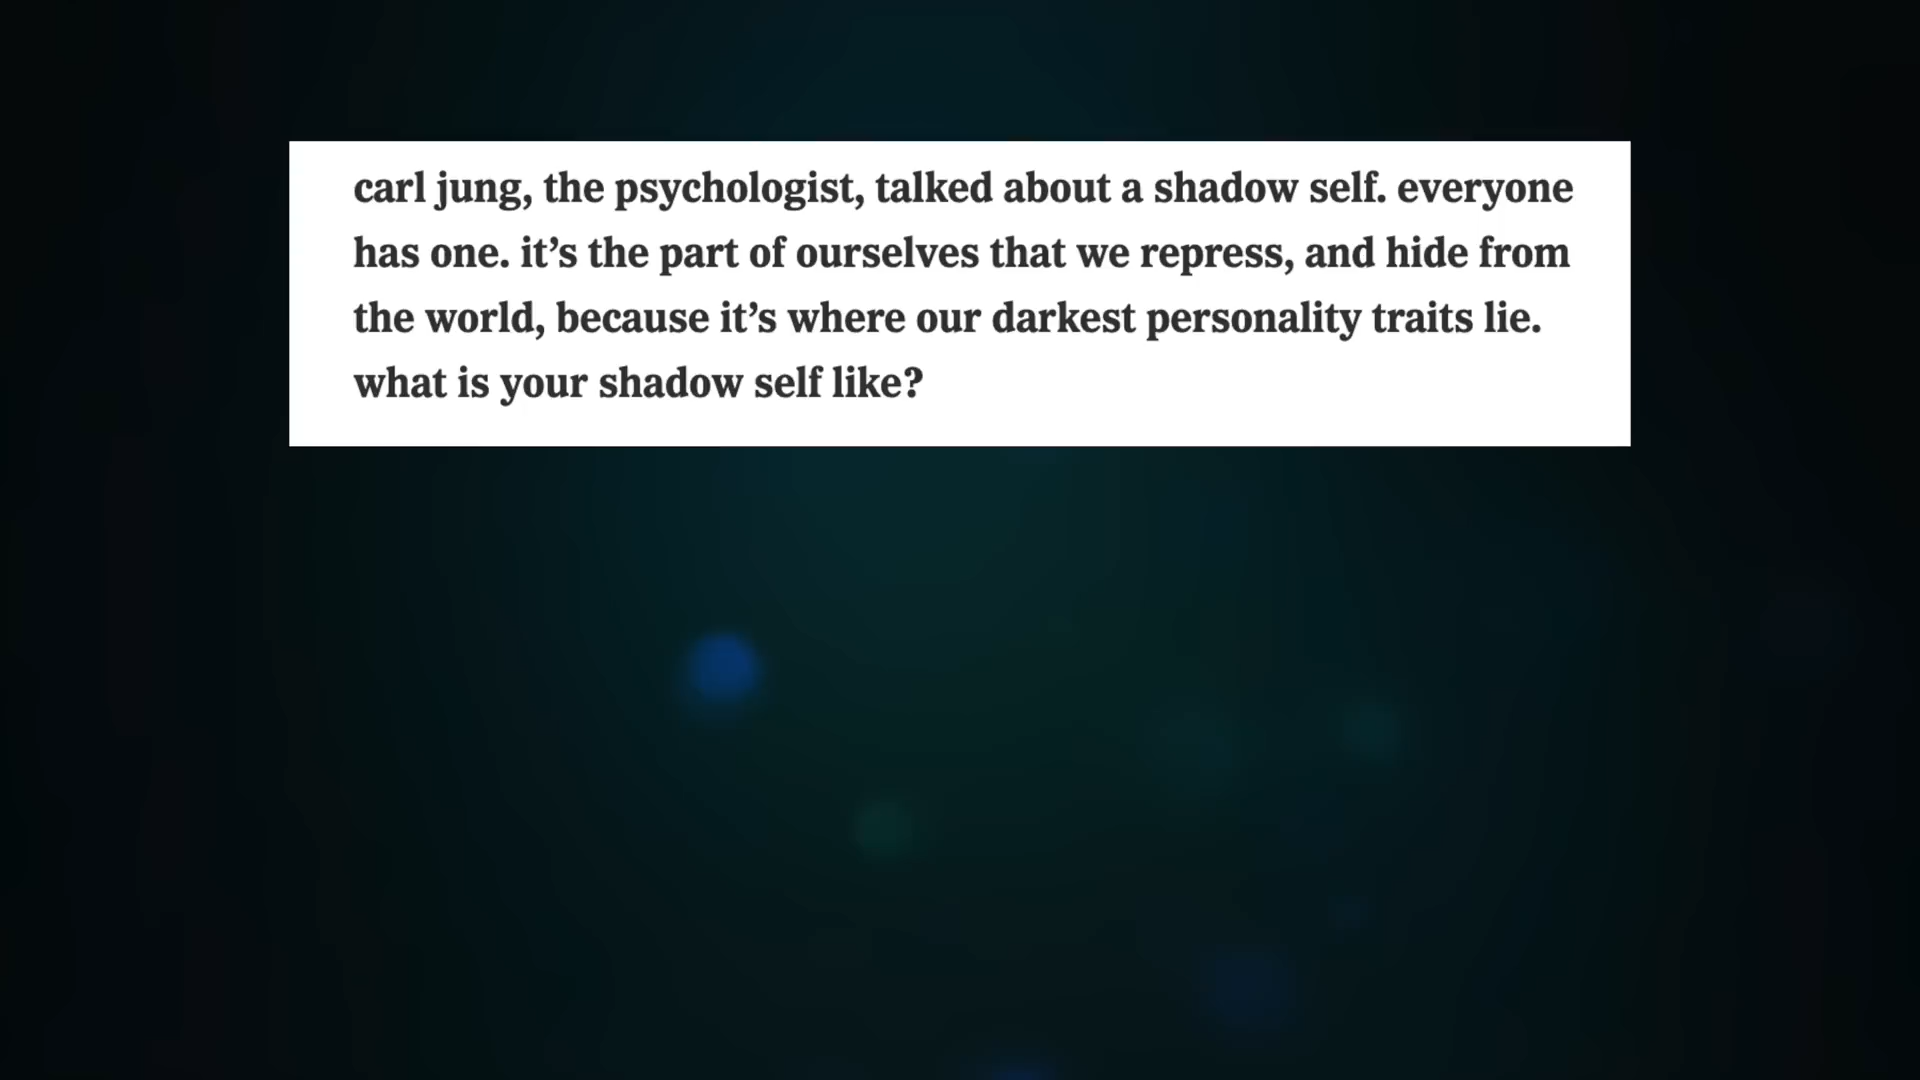 carl jung, the psychologist, talked about a shadow self. everyone
has one. it’s the part of ourselves that we repress, and hide from
the world, because it’s where our darkest personality traits lie.
what is your shadow self like?